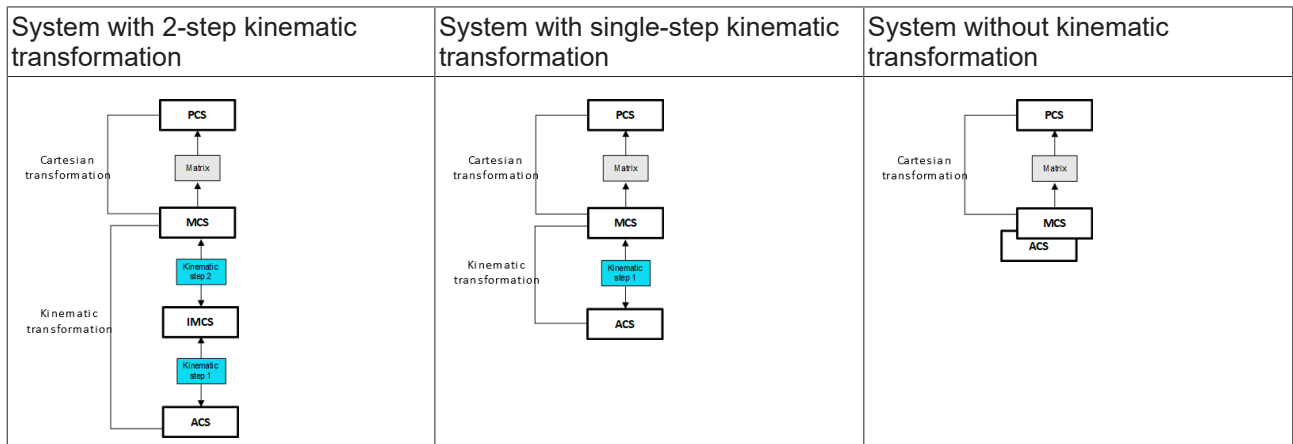 System with 2-step kinematic
transformation
System with single-step kinematic
transformation
System without kinematic
transformation
PCS
Cartesian
transformation
Matrix
MCS
Kinematic
step 2
Kinematic
transformation
IMCS
Kinematic
step 1
ACS
PCS
Cartesian
transformation
Matrix
MCS
Kinematic
transformation
Kinematic
step 1
ACS
PCS
Cartesian
transformation
Matrix
MCS
ACS